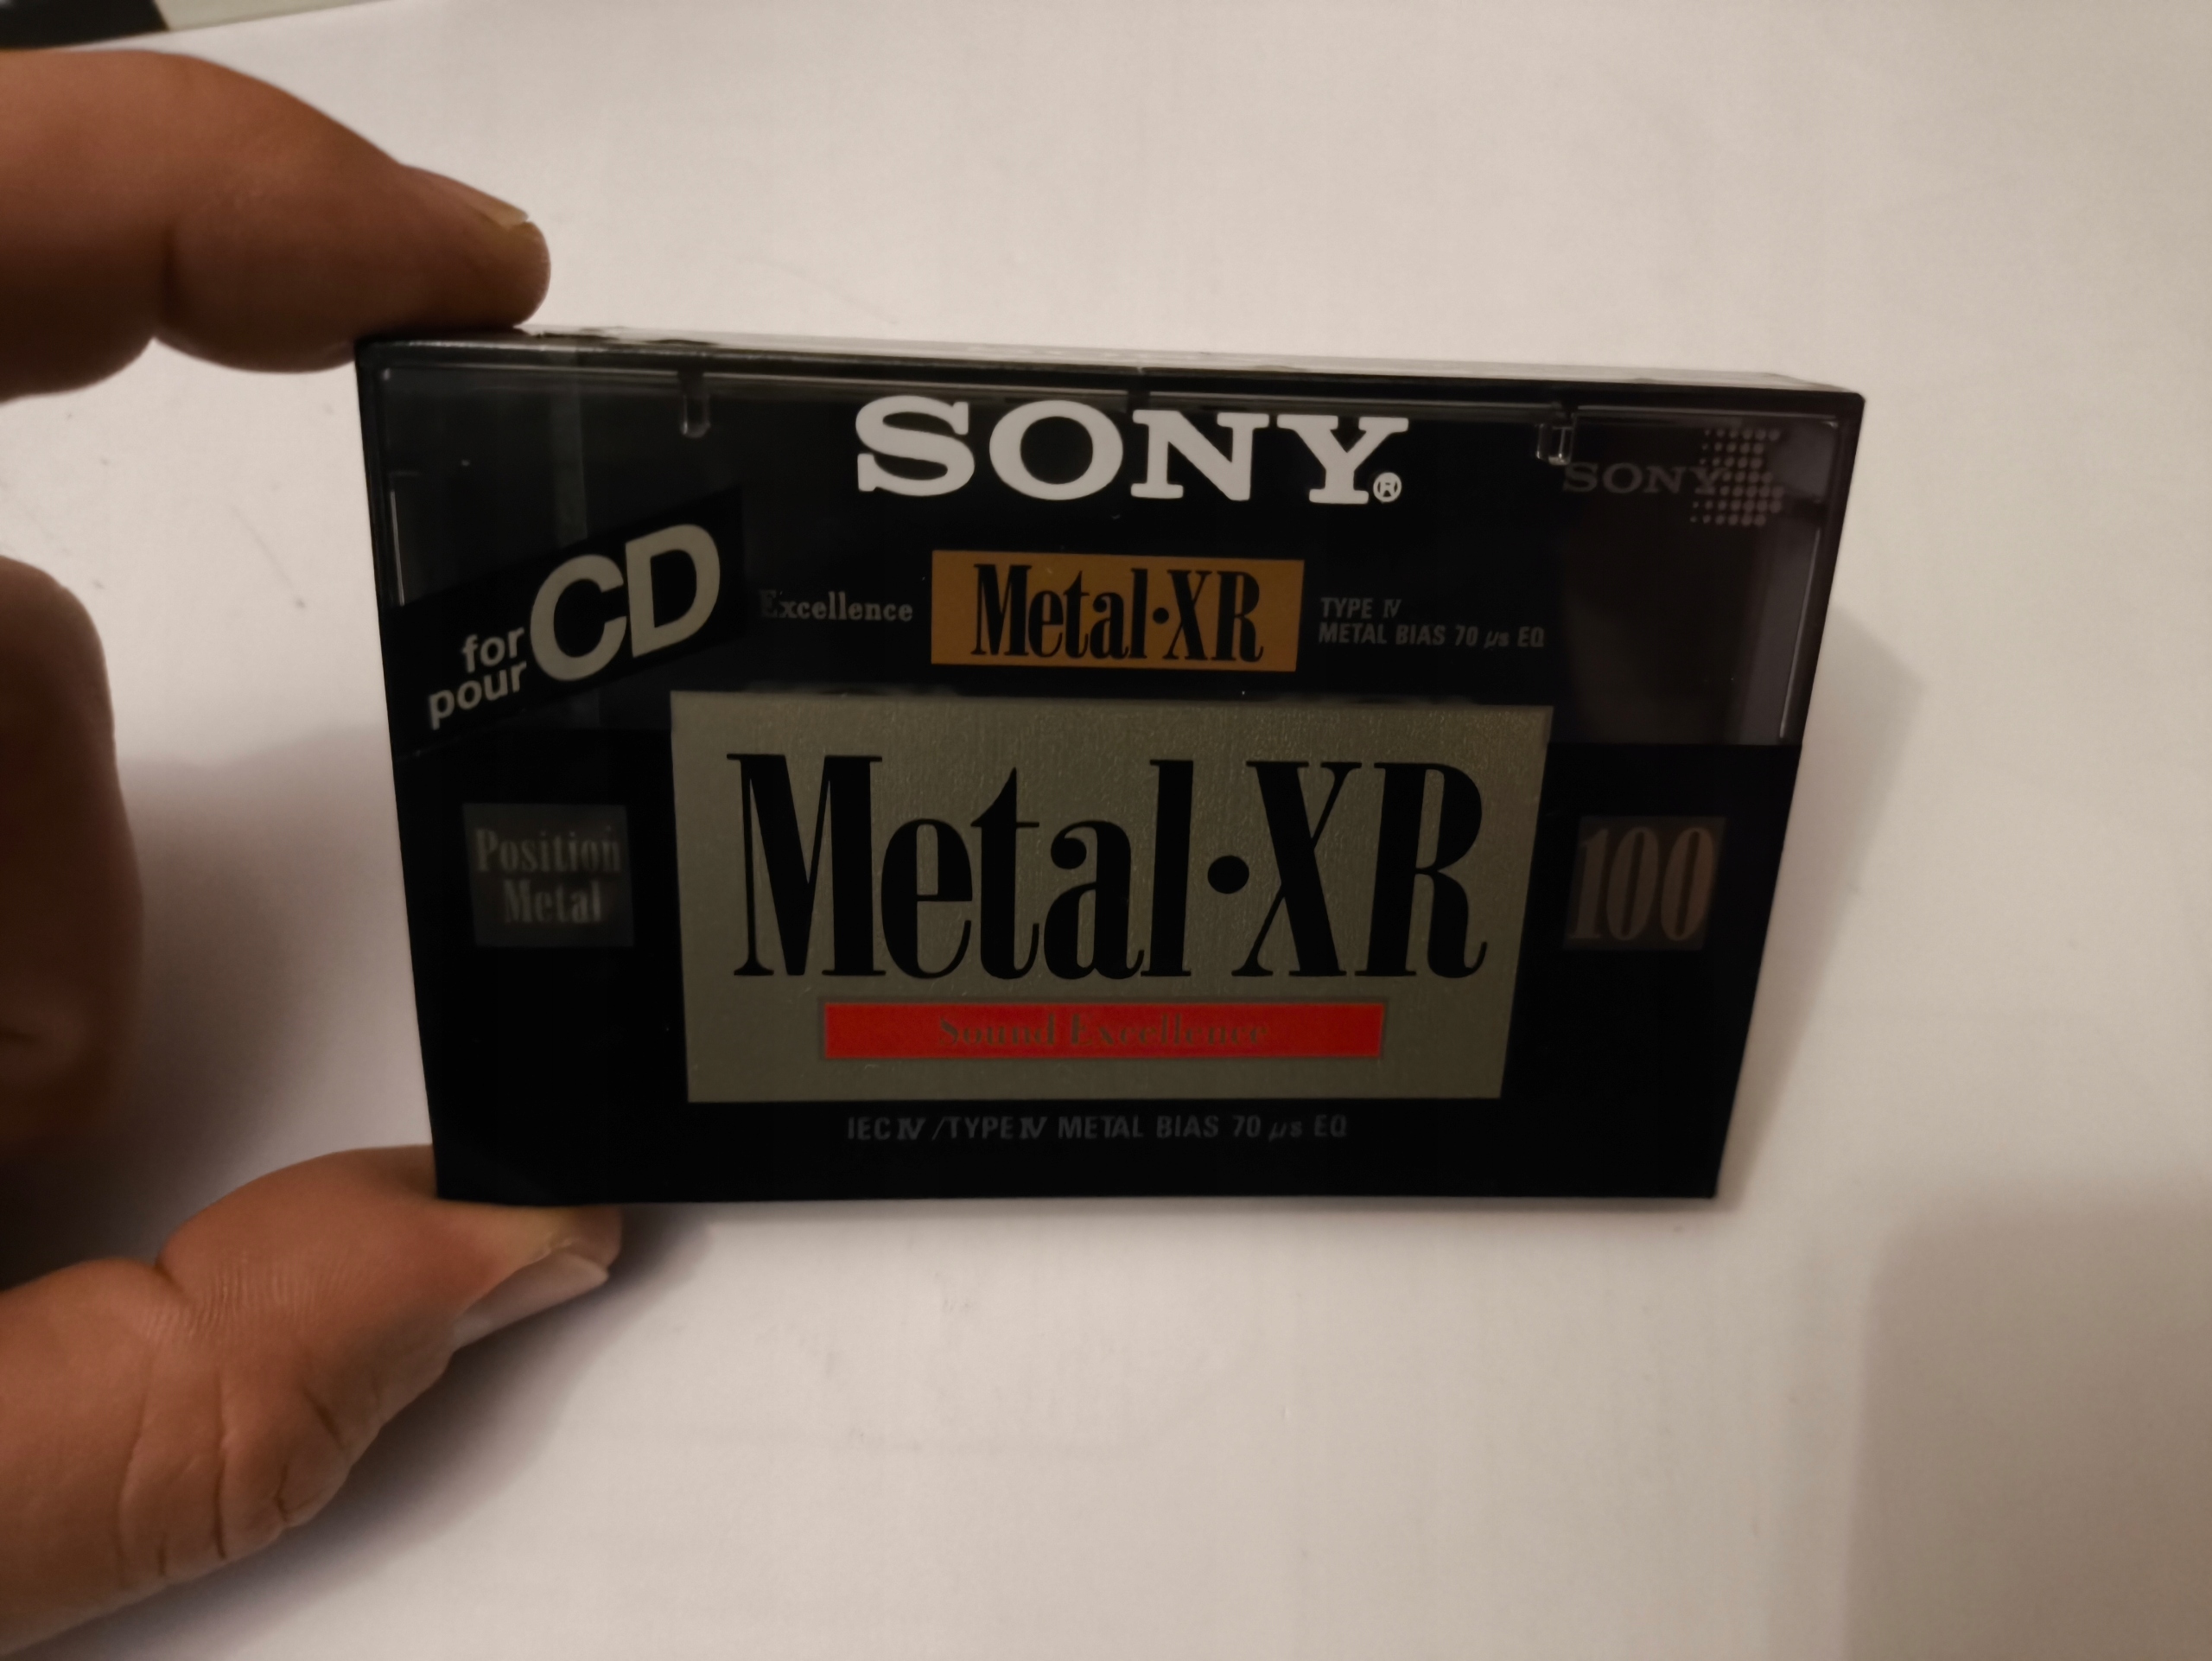 SONY®
SONY
for
pour
CD
Excellence
Metal·XR
TYPE IV
METAL BIAS 70 µs EQ
Position
Metal
Metal·XR
100
Sound Excellence
IEC IV /TYPE IV METAL BIAS 70 µs EQ